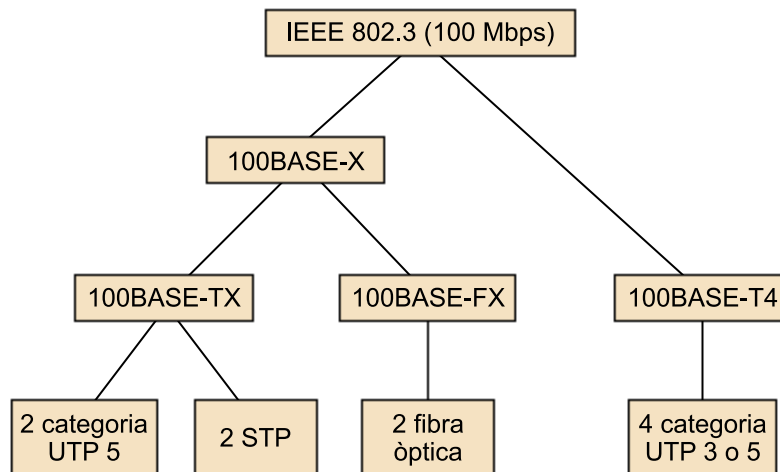 IEEE 802.3 (100 Mbps)
100BASE-X
100BASE-TX
100BASE-FX
100BASE-T4
2 categoria
UTP 5
2 STP
2 fibra
òptica
4 categoria
UTP 3 o 5